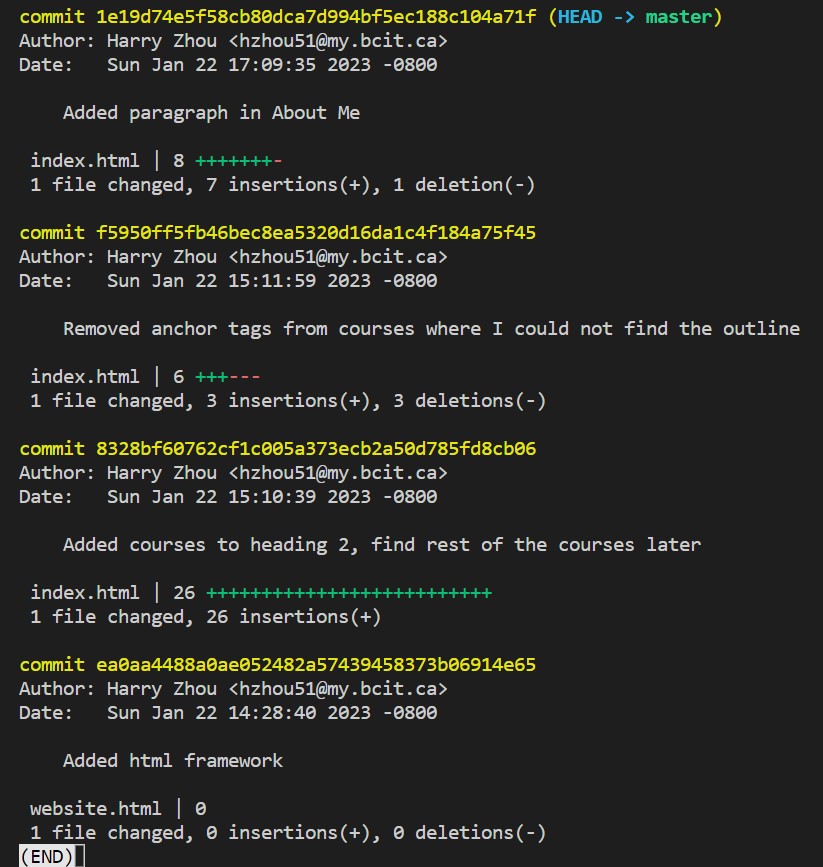 commit 1e19d74e5f58cb80dca7d994bf5ec188c104a71f (HEAD -> master)
Author: Harry Zhou <hzhou51@my.bcit.ca>
Date:   Sun Jan 22 17:09:35 2023 -0800
Added paragraph in About Me
index.html | 8 +++++++-
1 file changed, 7 insertions(+), 1 deletion(-)
commit f5950ff5fb46bec8ea5320d16da1c4f184a75f45
Author: Harry Zhou <hzhou51@my.bcit.ca>
Date:   Sun Jan 22 15:11:59 2023 -0800
Removed anchor tags from courses where I could not find the outline
index.html | 6 +++---
1 file changed, 3 insertions(+), 3 deletions(-)
commit 8328bf60762cf1c005a373ecb2a50d785fd8cb06
Author: Harry Zhou <hzhou51@my.bcit.ca>
Date:   Sun Jan 22 15:10:39 2023 -0800
Added courses to heading 2, find rest of the courses later
index.html | 26 ++++++++++++++++++++++++++
1 file changed, 26 insertions(+)
commit ea0aa4488a0ae052482a57439458373b06914e65
Author: Harry Zhou <hzhou51@my.bcit.ca>
Date:   Sun Jan 22 14:28:40 2023 -0800
Added html framework
website.html | 0
1 file changed, 0 insertions(+), 0 deletions(-)
(END)